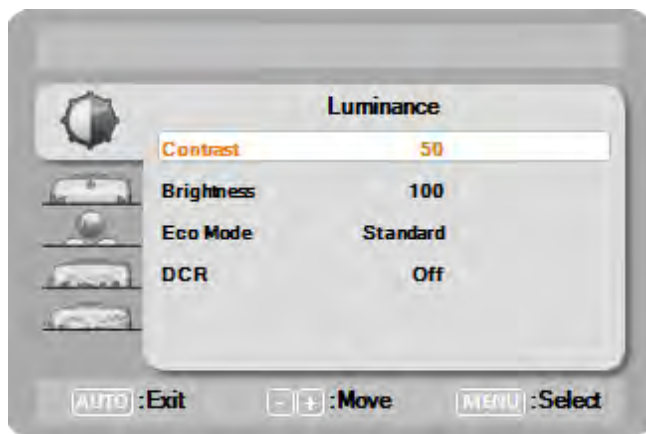 Luminance
Contrast 50
Brightness 100
Eco Mode Standard
DCR Off
AUTO :Exit - + :Move MENU :Select